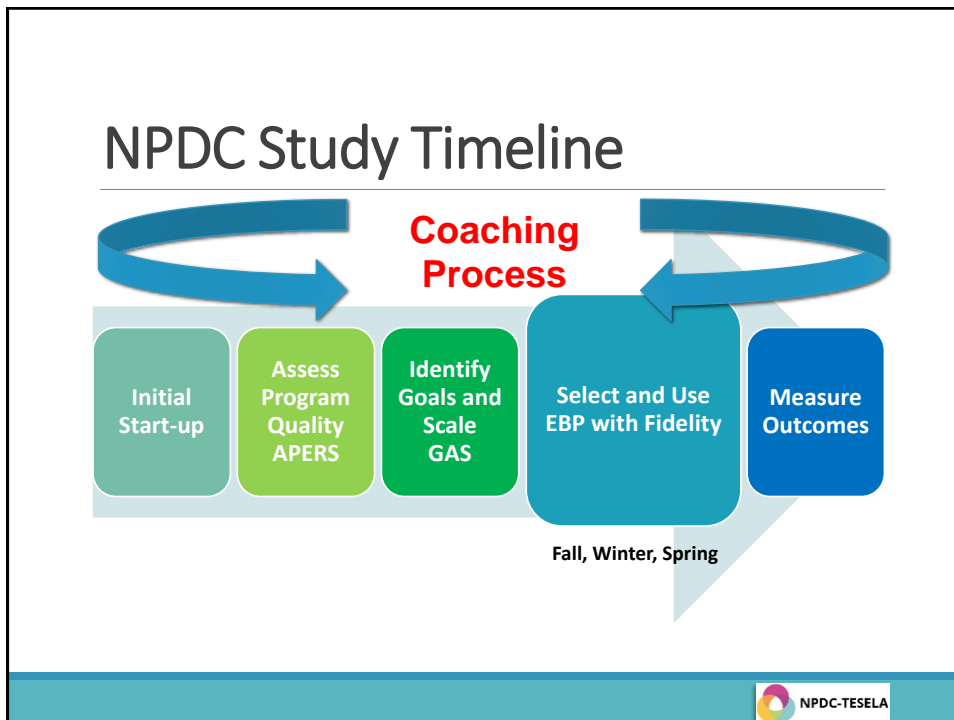 NPDC Study Timeline
Coaching
Process
Initial
Start-up
Assess
Program
Quality
APERS
Identify
Goals and
Scale
GAS
Select and Use
EBP with Fidelity
Measure
Outcomes
Fall, Winter, Spring
NPDC-TESELA